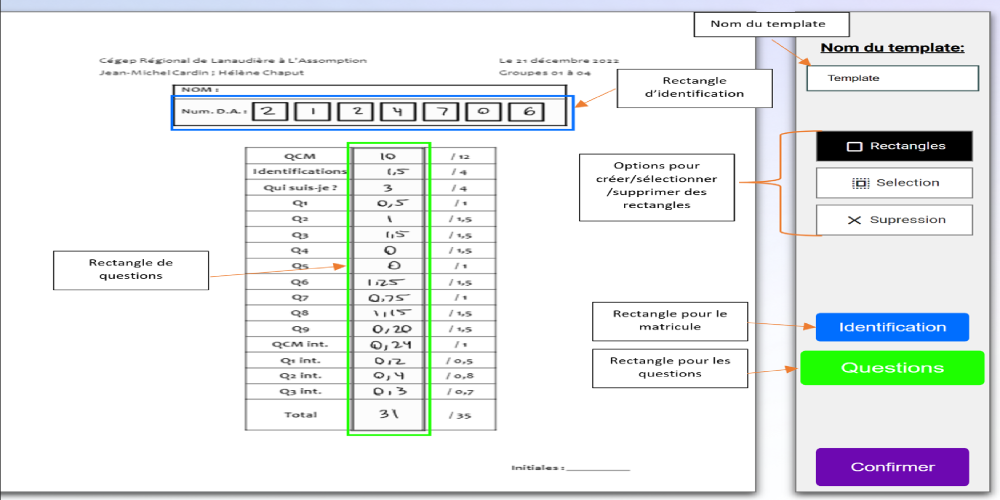 Nom du template
Nom du template:
Template
Cégep Régional de Lanaudière à L'Assomption
Le 21 décembre 2022
Jean-Michel Cardin ; Hélène Chaput
Groupes 01 à 04
Rectangle
d'identification
NOM :
Num. D.A. : 2 1 2 4 7 0 6
QCM 10 / 12
Identifications 1,5 / 4
Qui suis-je ? 3 / 4
Q1 0,5 / 1
Q2 1 / 1,5
Q3 1,5 / 1,5
Q4 0 / 1,5
Q5 0 / 1
Q6 1.25 / 1,5
Q7 0,75 / 1
Q8 1,15 / 1,5
Q9 0,20 / 1,5
QCM int. 0,24 / 1
Q1 int. 0,2 / 0,5
Q2 int. 0,4 / 0,8
Q3 int. 0,3 / 0,7
Total 31 / 35
Initiales :
Rectangle de
questions
Options pour
créer/sélectionner
/supprimer des
rectangles
Rectangle pour le
matricule
Rectangle pour les
questions
Rectangles
Selection
Supression
Identification
Questions
Confirmer